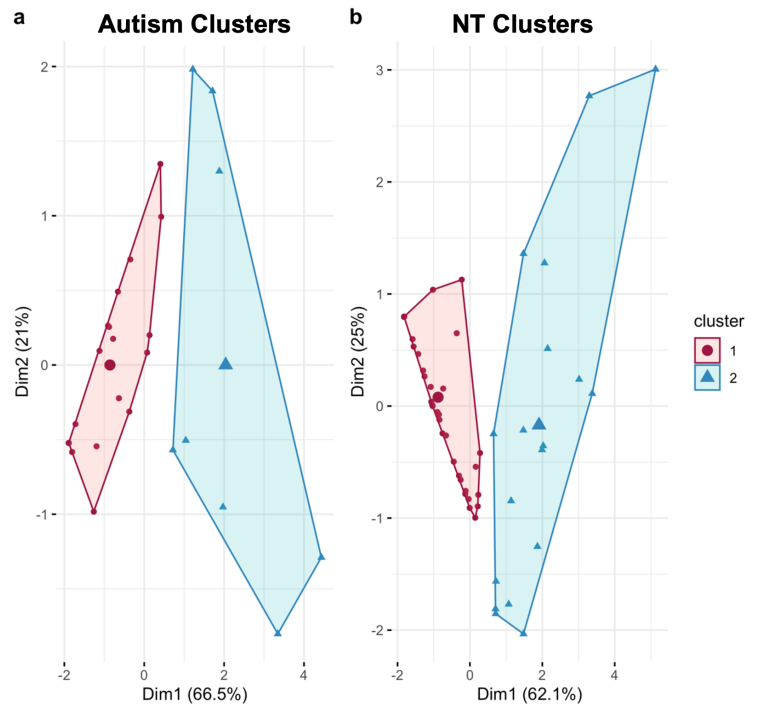 a
Autism Clusters
2
1
0
-1
Dim2 (21%)
-2
0
2
4
Dim1 (66.5%)
b
NT Clusters
3
2
1
0
-1
-2
Dim2 (25%)
-2
0
2
4
Dim1 (62.1%)
cluster
1
2